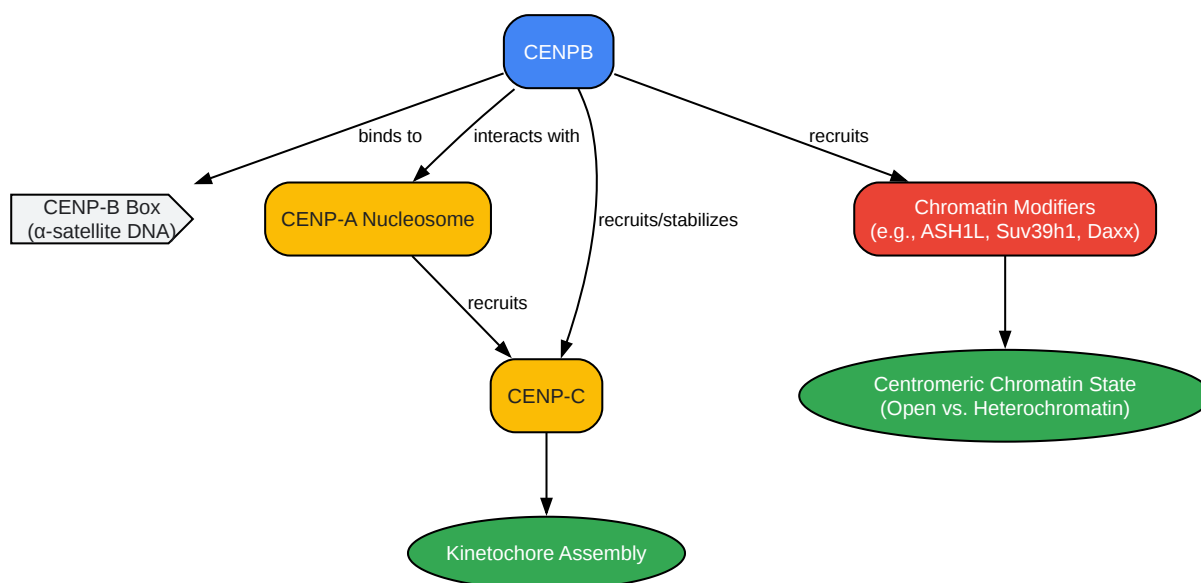 CENPB
binds to
interacts with
recruits
CENP-B Box
(α-satellite DNA)
CENP-A Nucleosome
recruits/stabilizes
Chromatin Modifiers
(e.g., ASH1L, Suv39h1, Daxx)
recruits
CENP-C
Centromeric Chromatin State
(Open vs. Heterochromatin)
Kinetochore Assembly